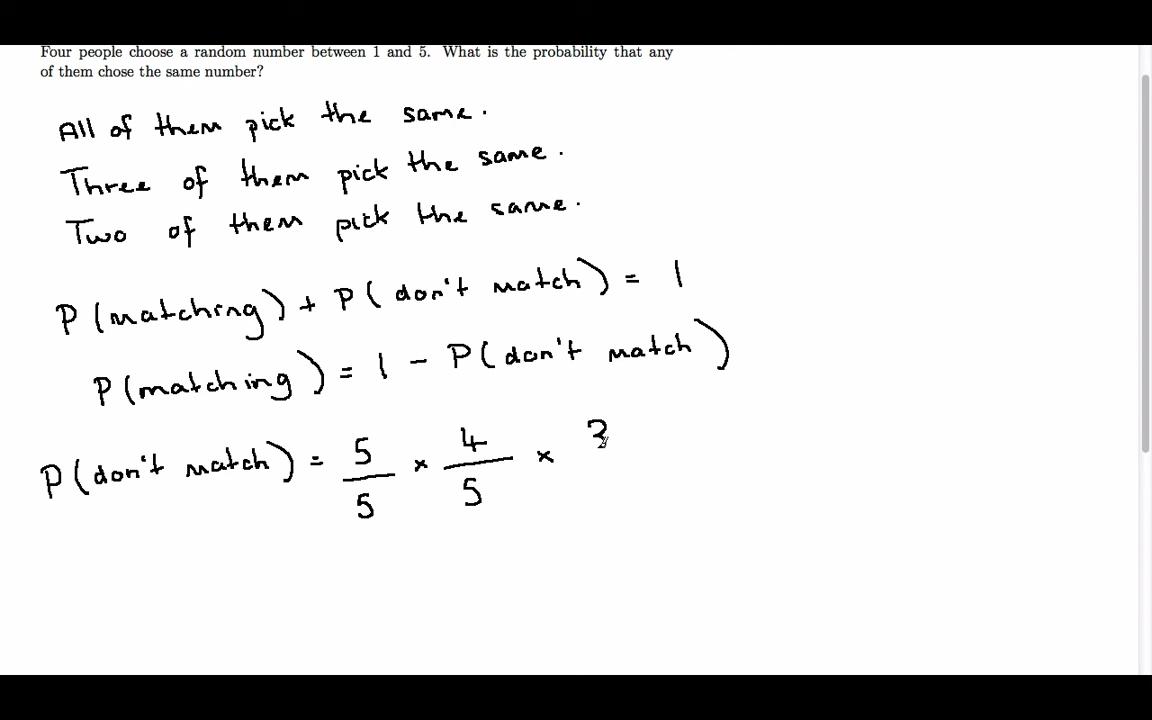 Four people choose a random number between 1 and 5. What is the probability that any
of them chose the same number?
All of them pick the same.
Three of them pick the same.
Two of them pick the same.
P(matching) + P(don't match) = 1
P(matching) = 1 - P(don't match)
P(don't match) = 5/5 × 4/5 × 3